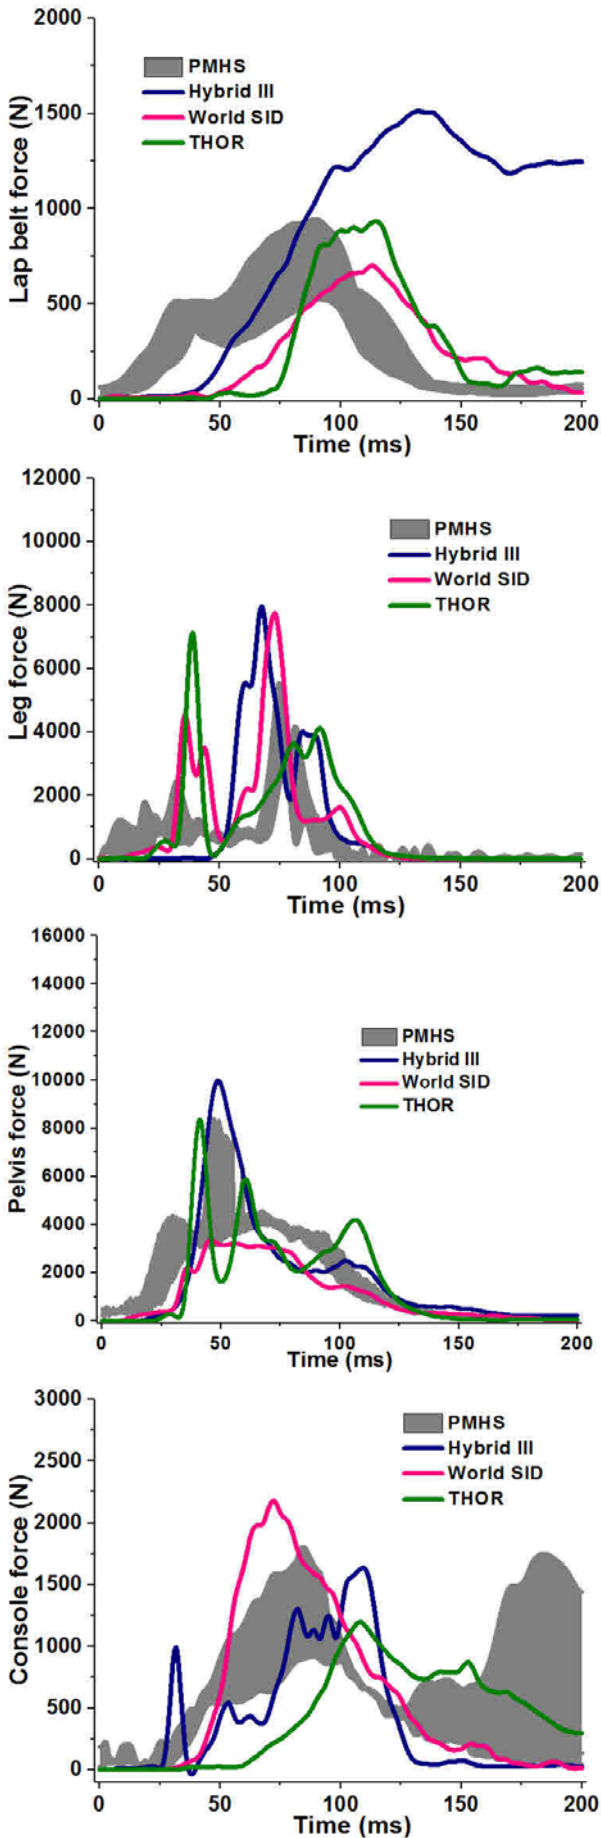 2000
1500
1000
500
0
Lap belt force (N)
PMHS
Hybrid III
World SID
THOR
0 50 100 150 200
Time (ms)
12000
10000
8000
6000
4000
2000
0
Leg force (N)
PMHS
Hybrid III
World SID
THOR
0 50 100 150 200
Time (ms)
16000
14000
12000
10000
8000
6000
4000
2000
0
Pelvis force (N)
PMHS
Hybrid III
World SID
THOR
0 50 100 150 200
Time (ms)
3000
2500
2000
1500
1000
500
0
Console force (N)
PMHS
Hybrid III
World SID
THOR
0 50 100 150 200
Time (ms)